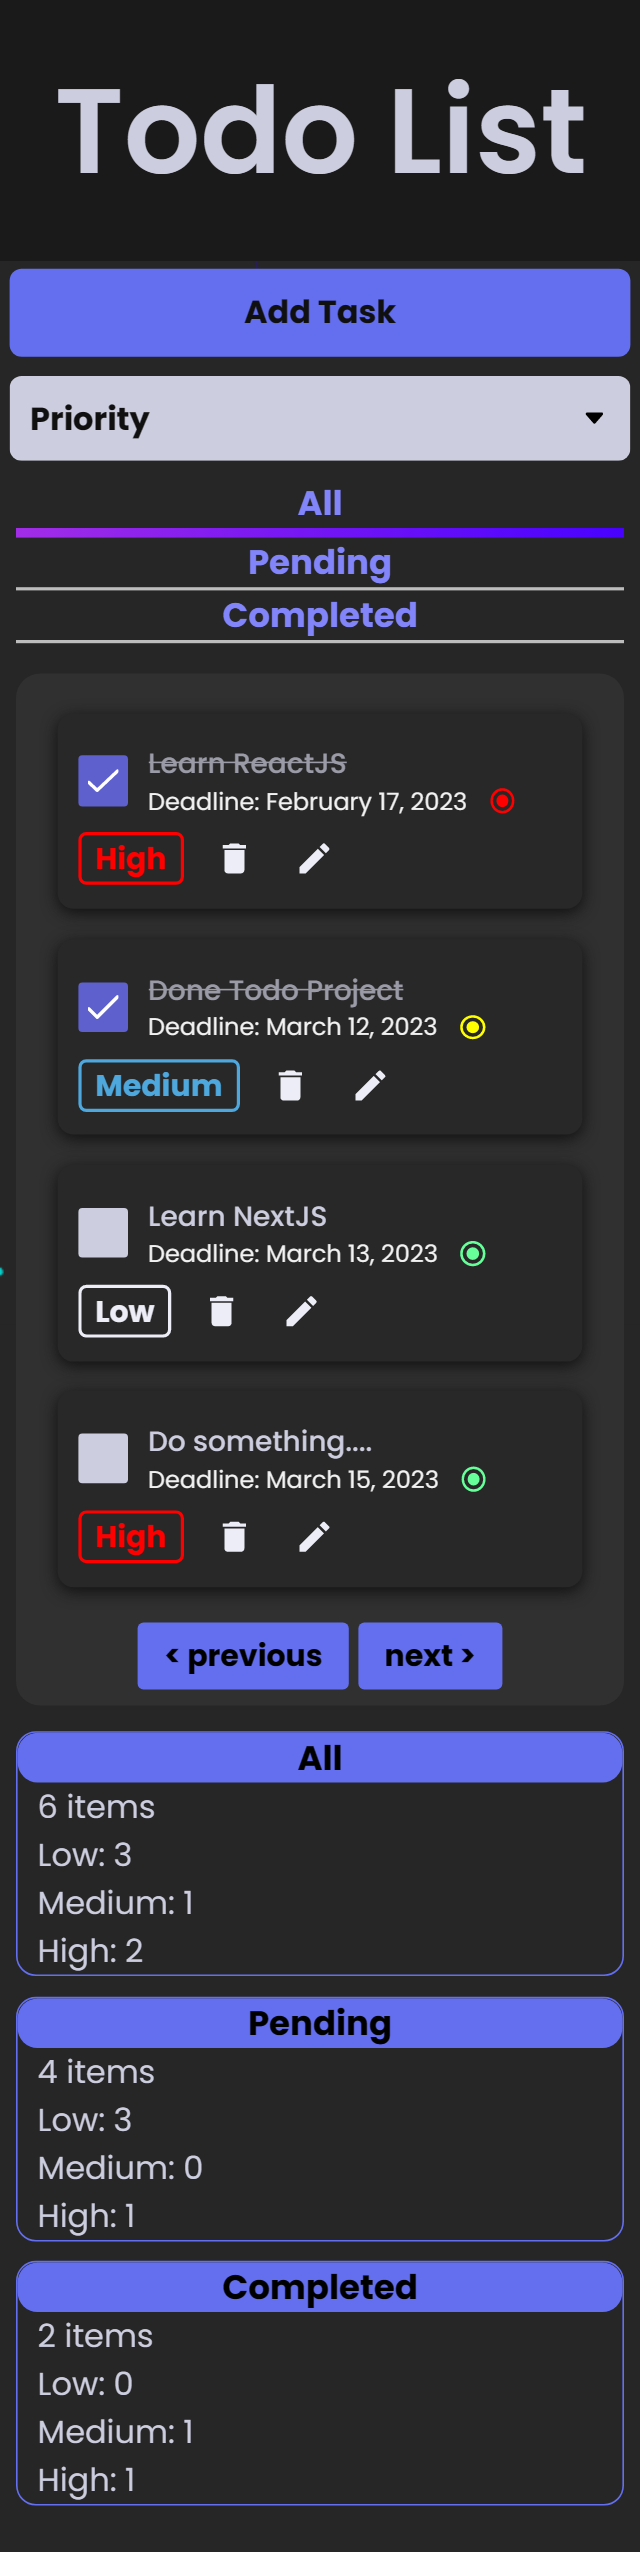 Todo List
Add Task
Priority
All
Pending
Completed
Learn ReactJS
Deadline: February 17, 2023
High
Done Todo Project
Deadline: March 12, 2023
Medium
Learn NextJS
Deadline: March 13, 2023
Low
Do something....
Deadline: March 15, 2023
High
< previous next >
All
6 items
Low: 3
Medium: 1
High: 2
Pending
4 items
Low: 3
Medium: 0
High: 1
Completed
2 items
Low: 0
Medium: 1
High: 1